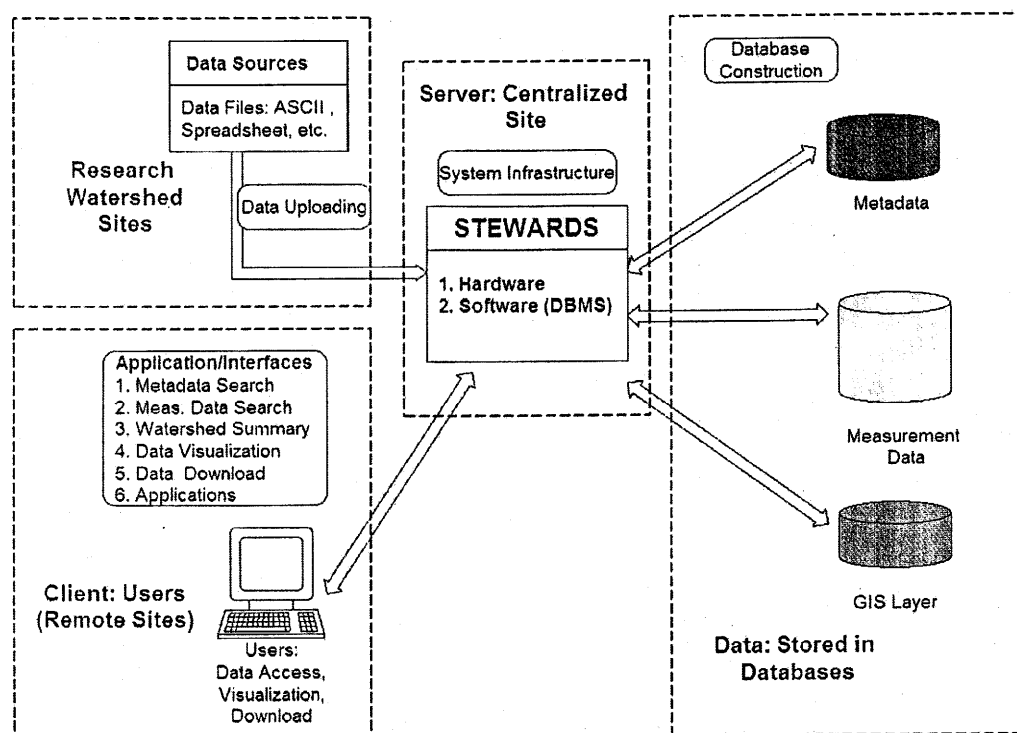 Data Sources
Data Files: ASCII ,
Spreadsheet, etc.
Research
Watershed
Sites
Data Uploading
Server: Centralized
Site
System Infrastructure
STEWARDS
1. Hardware
2. Software (DBMS)
Database
Construction
Metadata
Measurement
Data
GIS Layer
Data: Stored in
Databases
Application/Interfaces
1. Metadata Search
2. Meas. Data Search
3. Watershed Summary
4. Data Visualization
5. Data Download
6. Applications
Client: Users
(Remote Sites)
Users:
Data Access,
Visualization,
Download